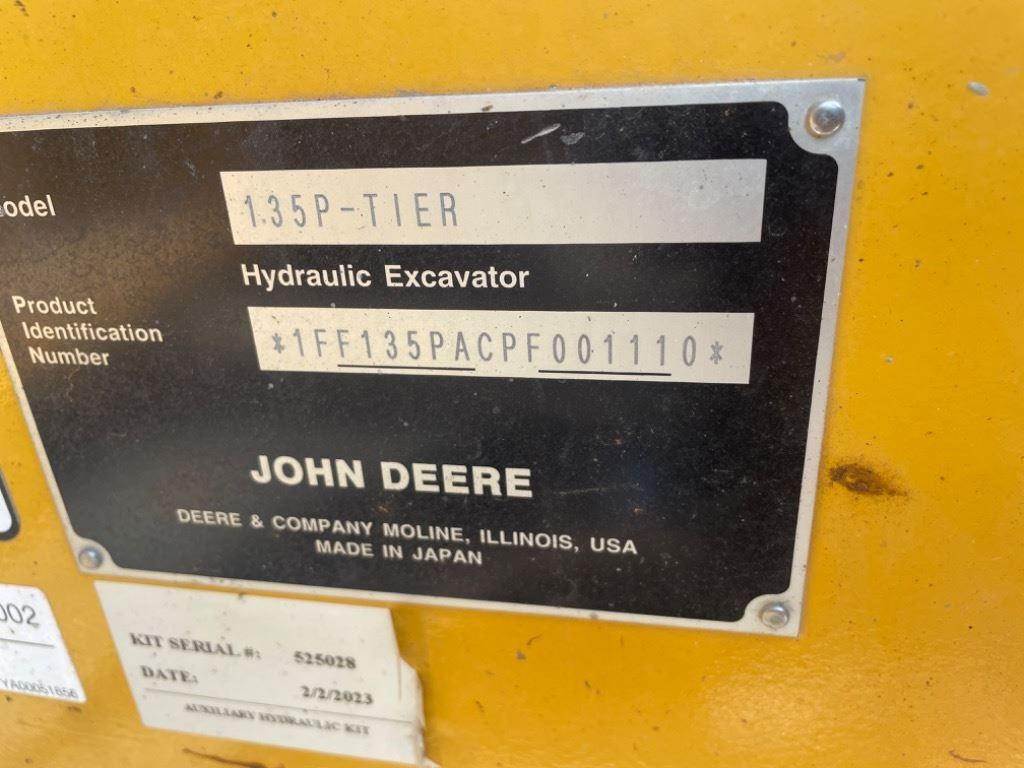 odel
135P-TIER
Hydraulic Excavator
Product
Identification
Number
*1FF135PACPF001110*
JOHN DEERE
DEERE & COMPANY MOLINE, ILLINOIS, USA
MADE IN JAPAN
002
YA00051656
KIT SERIAL #: 525028
DATE: 2/2/2023
AUXILIARY HYDRAULIC KIT